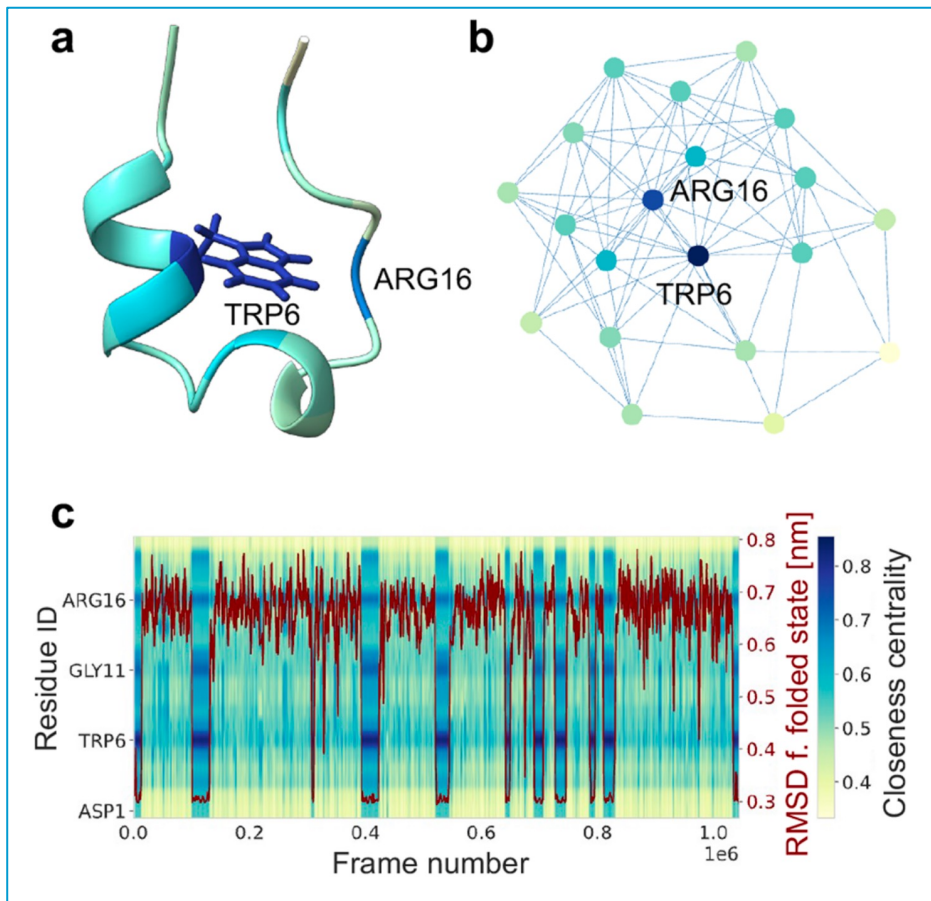 a
b
ARG16
TRP6
ARG16
TRP6
c
Residue ID
ARG16
GLY11
TRP6
ASP1
0.0 0.2 0.4 0.6 0.8 1.0
1e6
Frame number
0.8
0.7
0.6
0.5
0.4
0.3
RMSD f. folded state [nm]
0.8
0.7
0.6
0.5
0.4
Closeness centrality